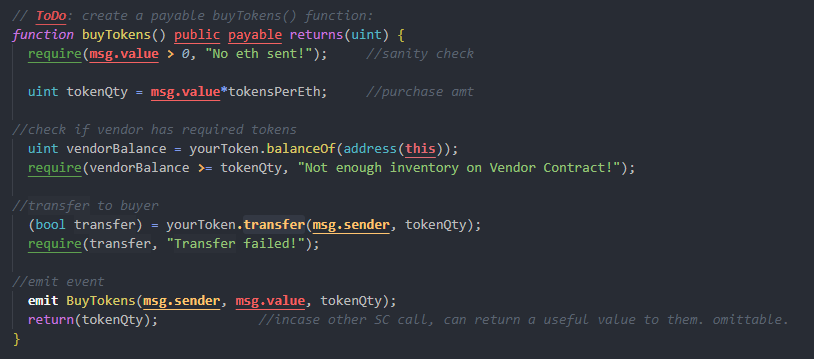 // ToDo: create a payable buyTokens() function:
function buyTokens() public payable returns(uint) {
require(msg.value > 0, "No eth sent!"); //sanity check
uint tokenQty = msg.value*tokensPerEth; //purchase amt
//check if vendor has required tokens
uint vendorBalance = yourToken.balanceOf(address(this));
require(vendorBalance >= tokenQty, "Not enough inventory on Vendor Contract!");
//transfer to buyer
(bool transfer) = yourToken.transfer(msg.sender, tokenQty);
require(transfer, "Transfer failed!");
//emit event
emit BuyTokens(msg.sender, msg.value, tokenQty);
return(tokenQty); //incase other SC call, can return a useful value to them. omittable.
}